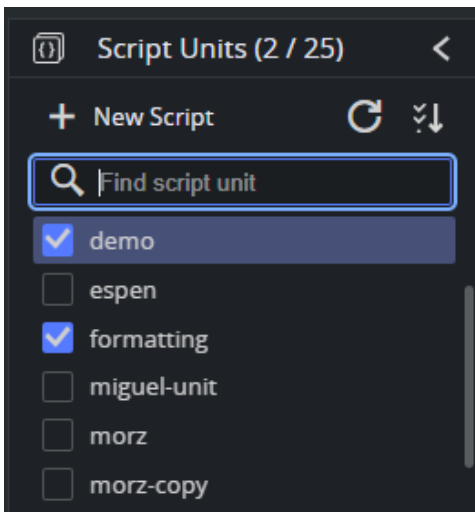 Script Units (2 / 25)
New Script
Find script unit
demo
espen
formatting
miguel-unit
morz
morz-copy